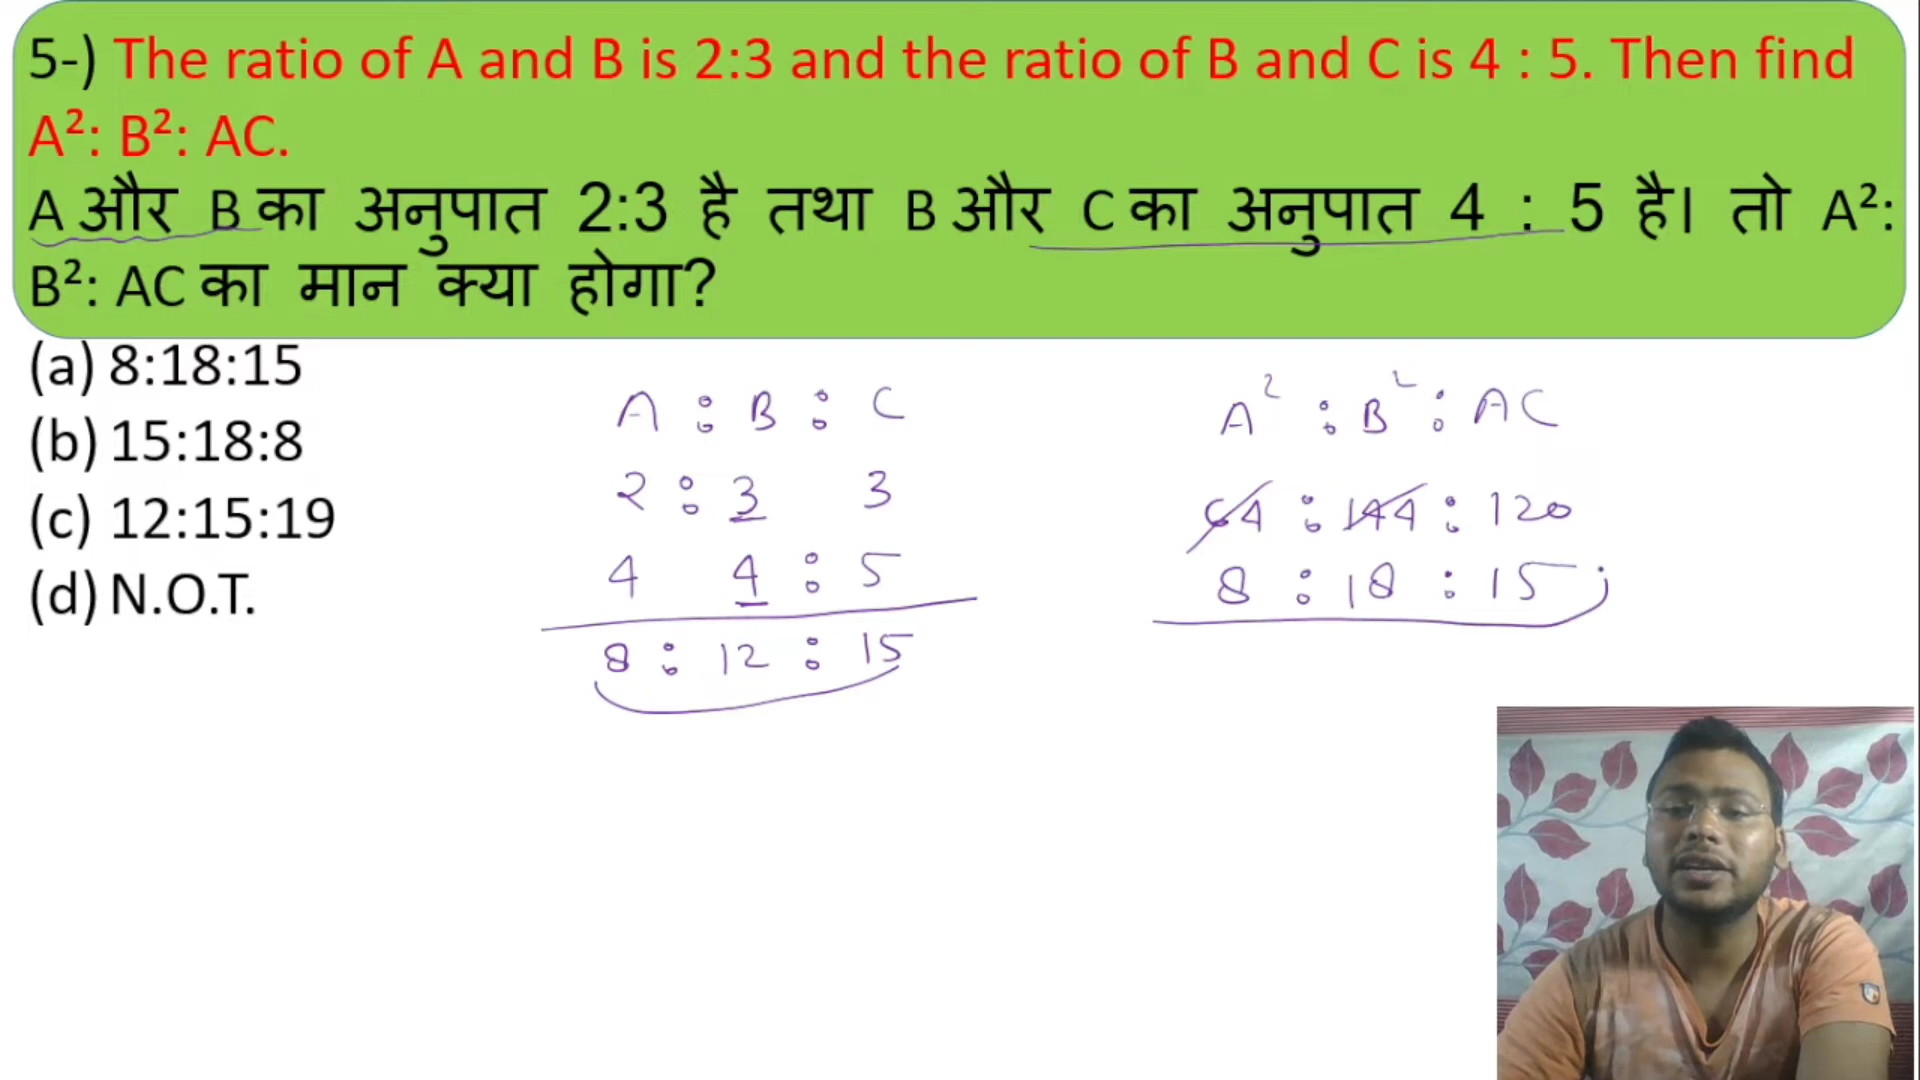 5-) The ratio of A and B is 2:3 and the ratio of B and C is 4 : 5. Then find
A²: B²: AC.
A और B का अनुपात 2:3 है तथा B और C का अनुपात 4 : 5 है। तो A²:
B²: AC का मान क्या होगा?
(a) 8:18:15
(b) 15:18:8
(c) 12:15:19
(d) N.O.T.
A : B : C
2 : 3 3
4 4 : 5
8 : 12 : 15
A² : B² : AC
64 : 144 : 120
8 : 18 : 15